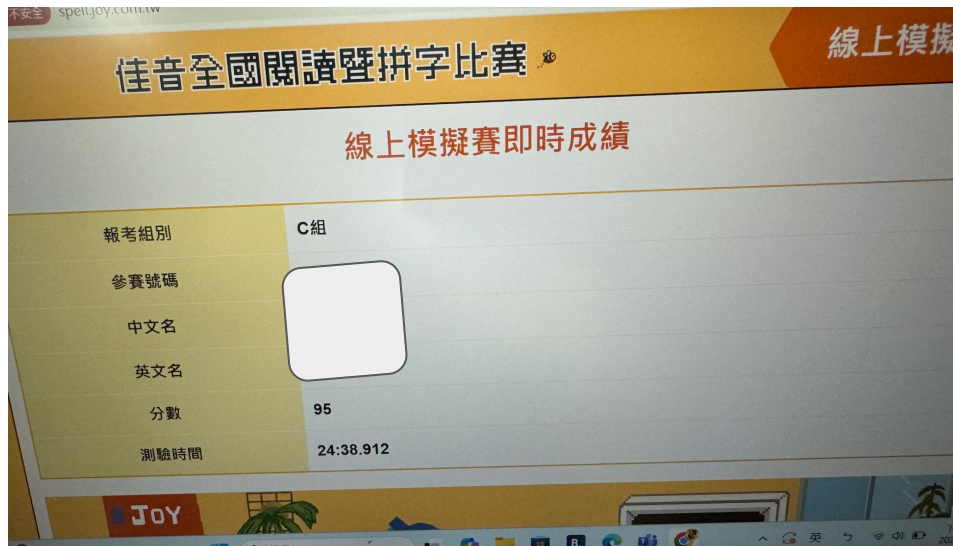 不安全 spell.joy.com.tw
佳音全國閱讀暨拼字比賽
線上模擬
線上模擬賽即時成績
報考組別 C組
參賽號碼
中文名
英文名
分數 95
測驗時間 24:38.912
JOY
英 ㄅ